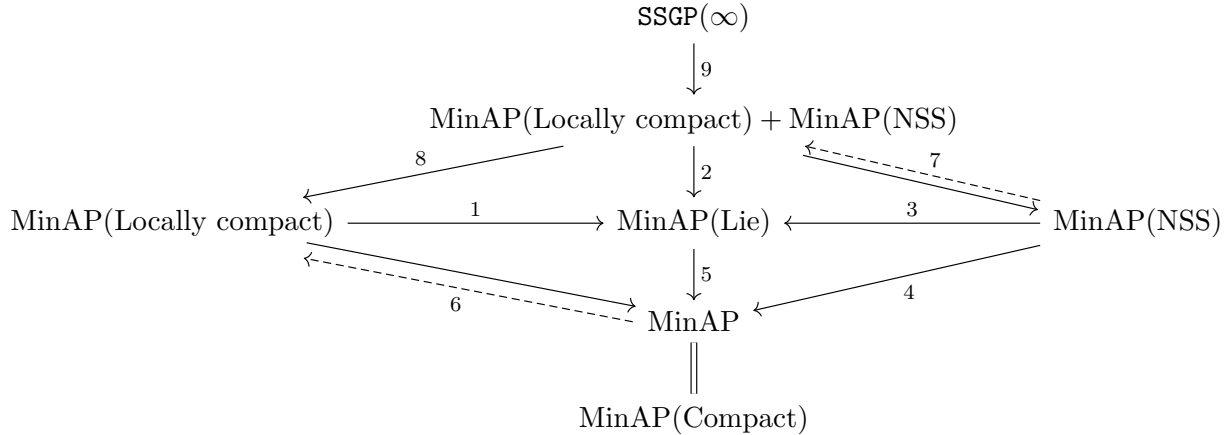 SSGP(∞)
9
MinAP(Locally compact) + MinAP(NSS)
8
2
7
MinAP(Locally compact)
1
MinAP(Lie)
3
MinAP(NSS)
6
5
4
MinAP
MinAP(Compact)